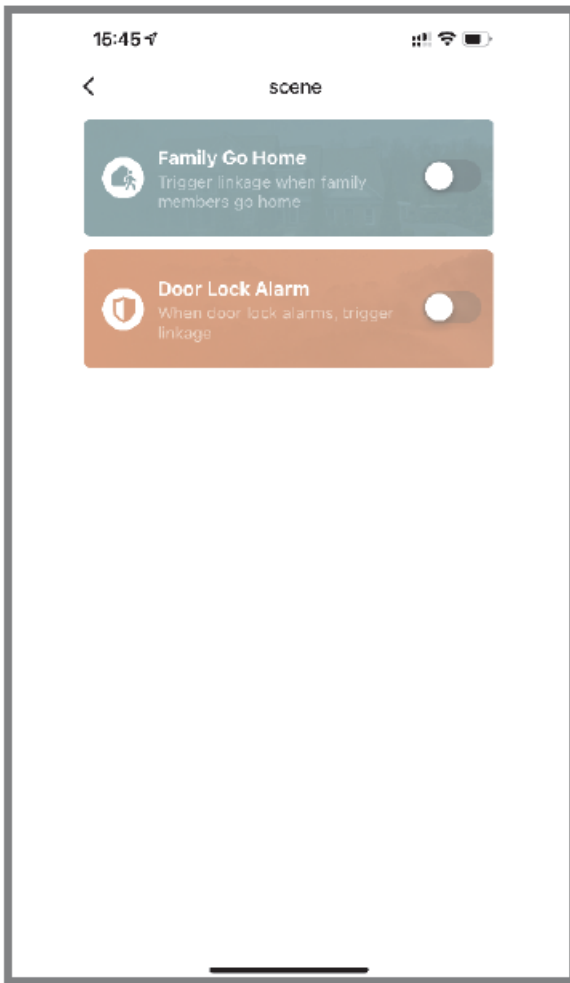 15:45
scene
Family Go Home
Trigger linkage when family
members go home
Door Lock Alarm
When door lock alarms, trigger
linkage